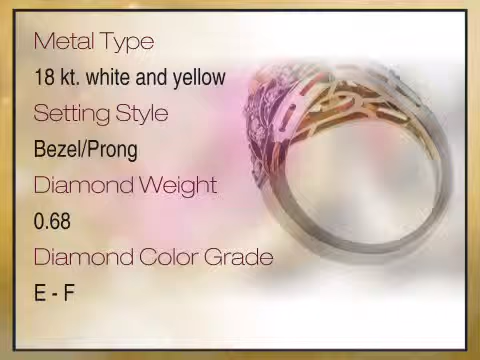 Metal Type
18 kt. white and yellow
Setting Style
Bezel/Prong
Diamond Weight
0.68
Diamond Color Grade
E - F